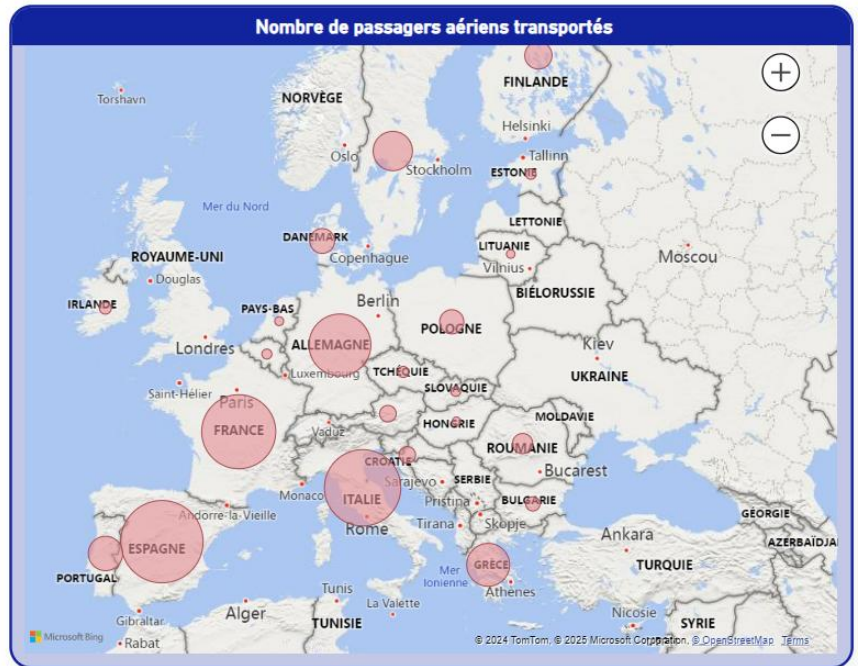 Nombre de passagers aériens transportés
FINLANDE
Torshavn
NORVÈGE
Helsinki
Oslo
Stockholm
Tallinn
ESTONIE
Mer du Nord
LETTONIE
DANEMARK
LITUANIE
ROYAUME-UNI
Copenhague
Moscou
Vilnius
Douglas
BIÉLORUSSIE
IRLANDE
PAYS-BAS
Berlin
POLOGNE
Londres
ALLEMAGNE
Kiev
Luxembourg
TCHÉQUIE
UKRAINE
Saint-Hélier
Paris
SLOVAQUIE
MOLDAVIE
FRANCE
Vaduz
HONGRIE
ROUMANIE
CROATIE
Bucarest
Sarajevo
SERBIE
Monaco
ITALIE
Pristina
BULGARIE
Andorre-la-Vieille
GÉORGIE
Rome
Tirana
Skopje
Ankara
AZERBAÏDJA
ESPAGNE
Mer
Ionienne
GRÈCE
TURQUIE
PORTUGAL
Athènes
Tunis
La Valette
Nicosie
Gibraltar
Alger
TUNISIE
SYRIE
Microsoft Bing
Rabat
© 2024 TomTom, © 2025 Microsoft Corporation, © OpenStreetMap Terms